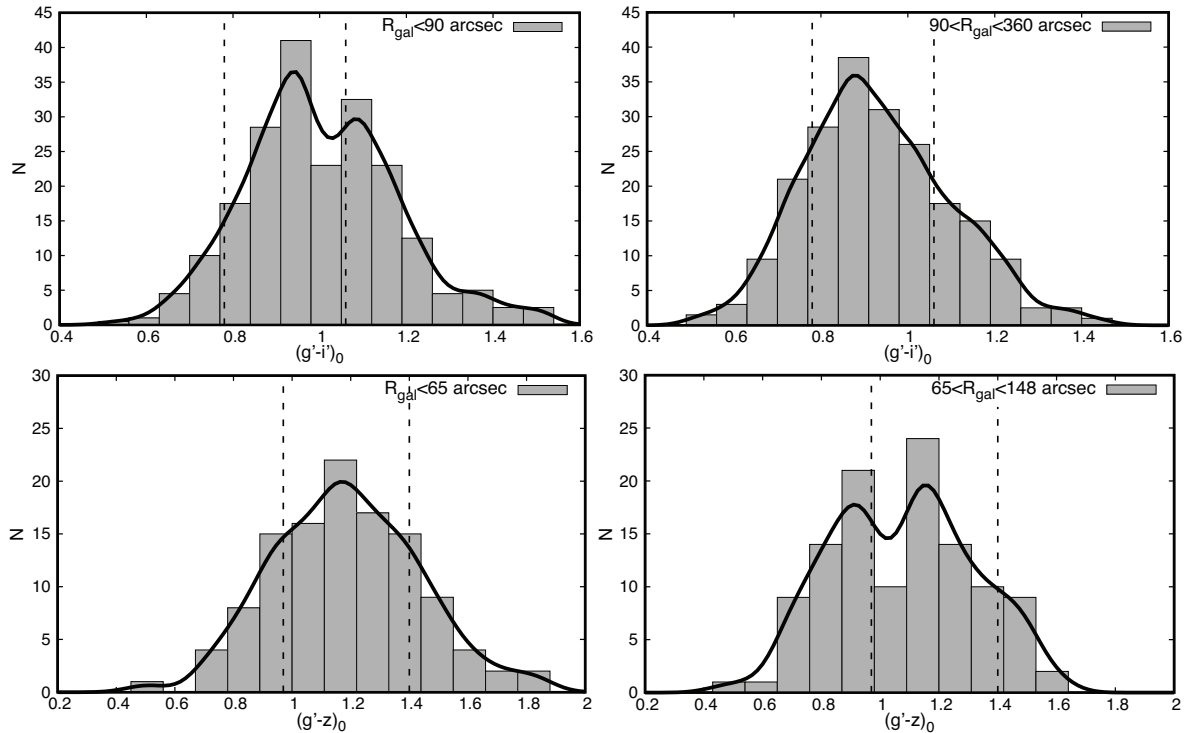 R_gal<90 arcsec
45
40
35
30
25
20
15
10
5
0
N
0.4 0.6 0.8 1 1.2 1.4 1.6
(g'-i')_0
90<R_gal<360 arcsec
45
40
35
30
25
20
15
10
5
0
N
0.4 0.6 0.8 1 1.2 1.4 1.6
(g'-i')_0
R_gal<65 arcsec
30
25
20
15
10
5
0
N
0.2 0.4 0.6 0.8 1 1.2 1.4 1.6 1.8 2
(g'-z)_0
65<R_gal<148 arcsec
30
25
20
15
10
5
0
N
0.2 0.4 0.6 0.8 1 1.2 1.4 1.6 1.8 2
(g'-z)_0